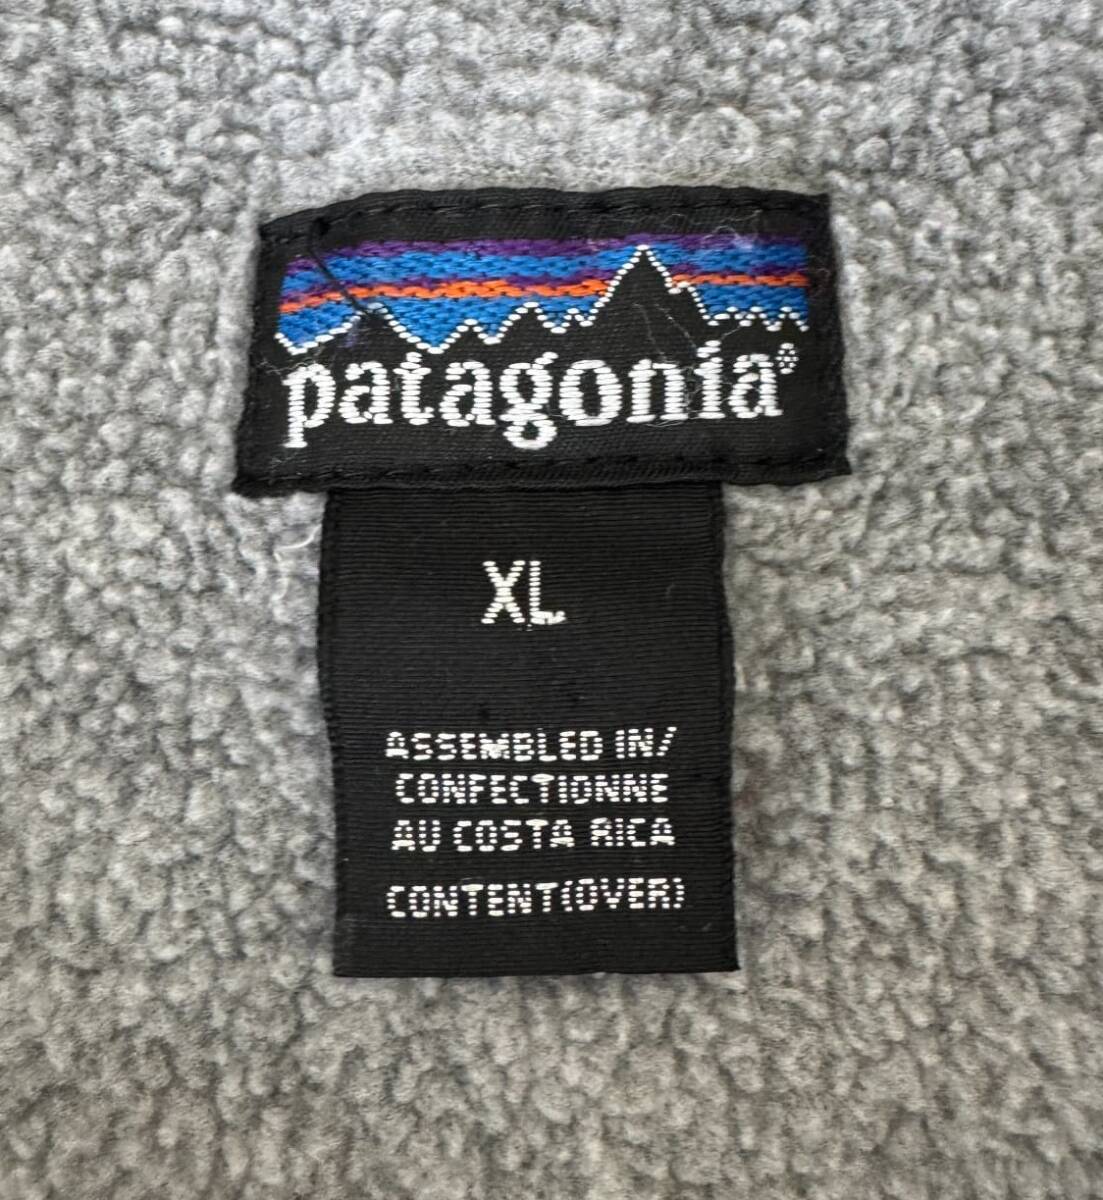 patagonia®
XL
ASSEMBLED IN/
CONFECTIONNE
AU COSTA RICA
CONTENT(OVER)